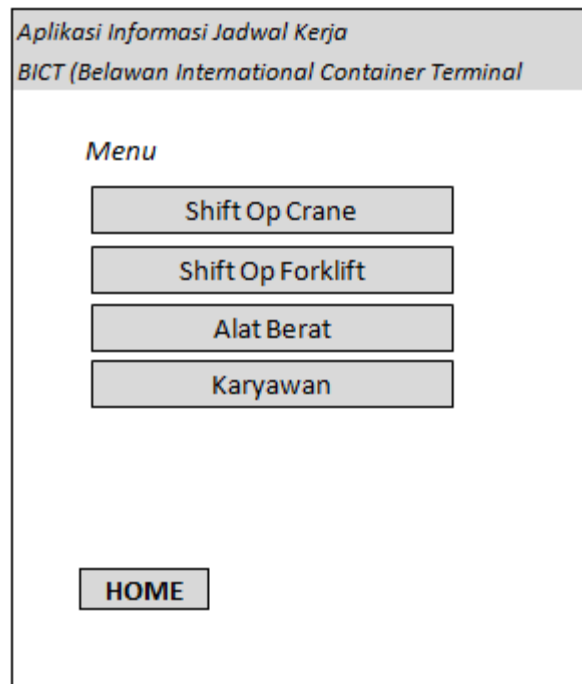 Aplikasi Informasi Jadwal Kerja
BICT (Belawan International Container Terminal
Menu
Shift Op Crane
Shift Op Forklift
Alat Berat
Karyawan
HOME